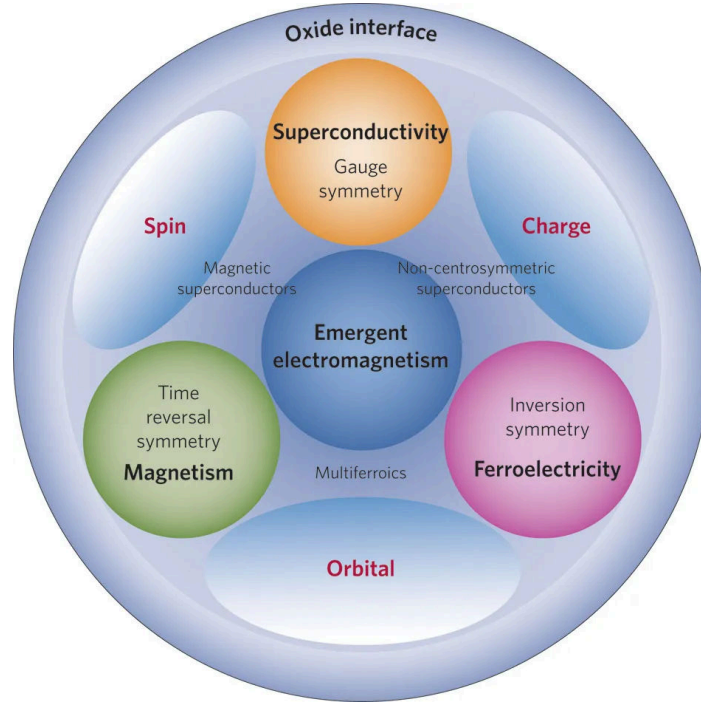 Oxide interface
Superconductivity
Gauge
symmetry
Spin
Charge
Magnetic
superconductors
Non-centrosymmetric
superconductors
Emergent
electromagnetism
Time
reversal
symmetry
Magnetism
Inversion
symmetry
Ferroelectricity
Multiferroics
Orbital